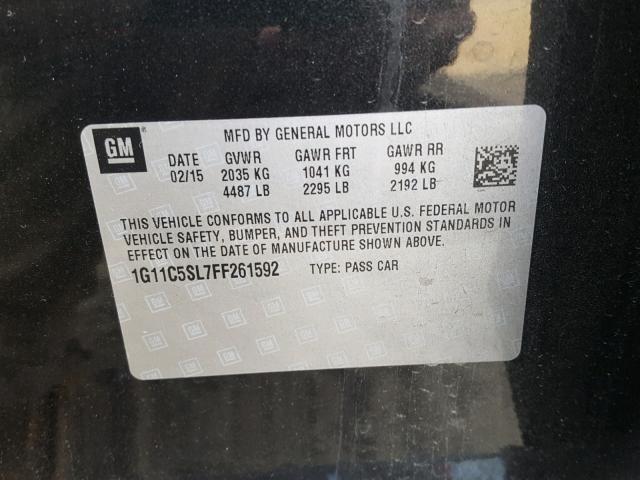 GM
MFD BY GENERAL MOTORS LLC
DATE GVWR GAWR FRT GAWR RR
02/15 2035 KG 1041 KG 994 KG
4487 LB 2295 LB 2192 LB
THIS VEHICLE CONFORMS TO ALL APPLICABLE U.S. FEDERAL MOTOR
VEHICLE SAFETY, BUMPER, AND THEFT PREVENTION STANDARDS IN
EFFECT ON THE DATE OF MANUFACTURE SHOWN ABOVE.
1G11C5SL7FF261592 TYPE: PASS CAR